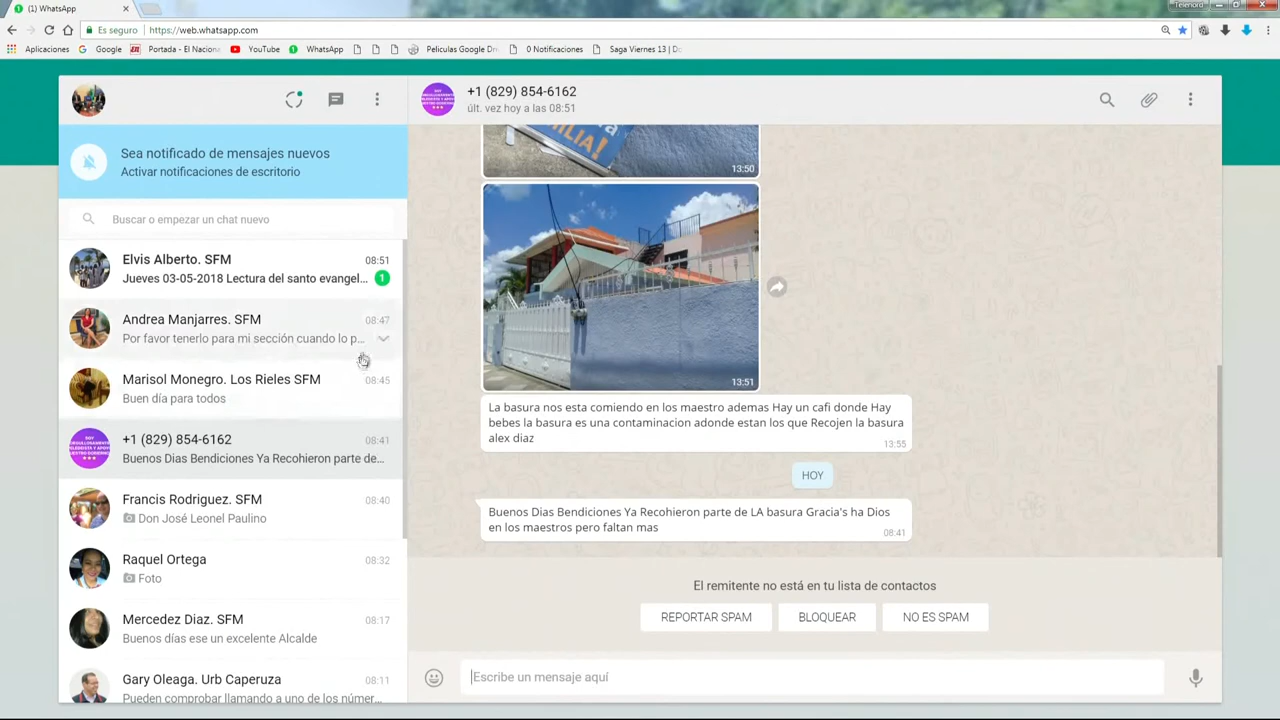 (1) WhatsApp
Telenord
Es seguro
https://web.whatsapp.com
Aplicaciones
Google
Portada - El Naciona
YouTube
WhatsApp
Peliculas Google Dri
0 Notificaciones
Saga Viernes 13 | Do
+1 (829) 854-6162
últ. vez hoy a las 08:51
Sea notificado de mensajes nuevos
Activar notificaciones de escritorio
Buscar o empezar un chat nuevo
Elvis Alberto. SFM
08:51
Jueves 03-05-2018 Lectura del santo evangel...
1
Andrea Manjarres. SFM
08:47
Por favor tenerlo para mi sección cuando lo p...
Marisol Monegro. Los Rieles SFM
08:45
Buen día para todos
+1 (829) 854-6162
08:41
Buenos Dias Bendiciones Ya Recohieron parte de...
Francis Rodriguez. SFM
08:40
Don José Leonel Paulino
Raquel Ortega
08:32
Foto
Mercedez Diaz. SFM
08:17
Buenos días ese un excelente Alcalde
Gary Oleaga. Urb Caperuza
08:11
Pueden comprobar llamando a uno de los númer...
ILIA!
13:50
13:51
La basura nos esta comiendo en los maestro ademas Hay un cafi donde Hay
bebes la basura es una contaminacion adonde estan los que Recojen la basura
alex diaz
13:55
HOY
Buenos Dias Bendiciones Ya Recohieron parte de LA basura Gracia's ha Dios
en los maestros pero faltan mas
08:41
El remitente no está en tu lista de contactos
REPORTAR SPAM
BLOQUEAR
NO ES SPAM
Escribe un mensaje aquí